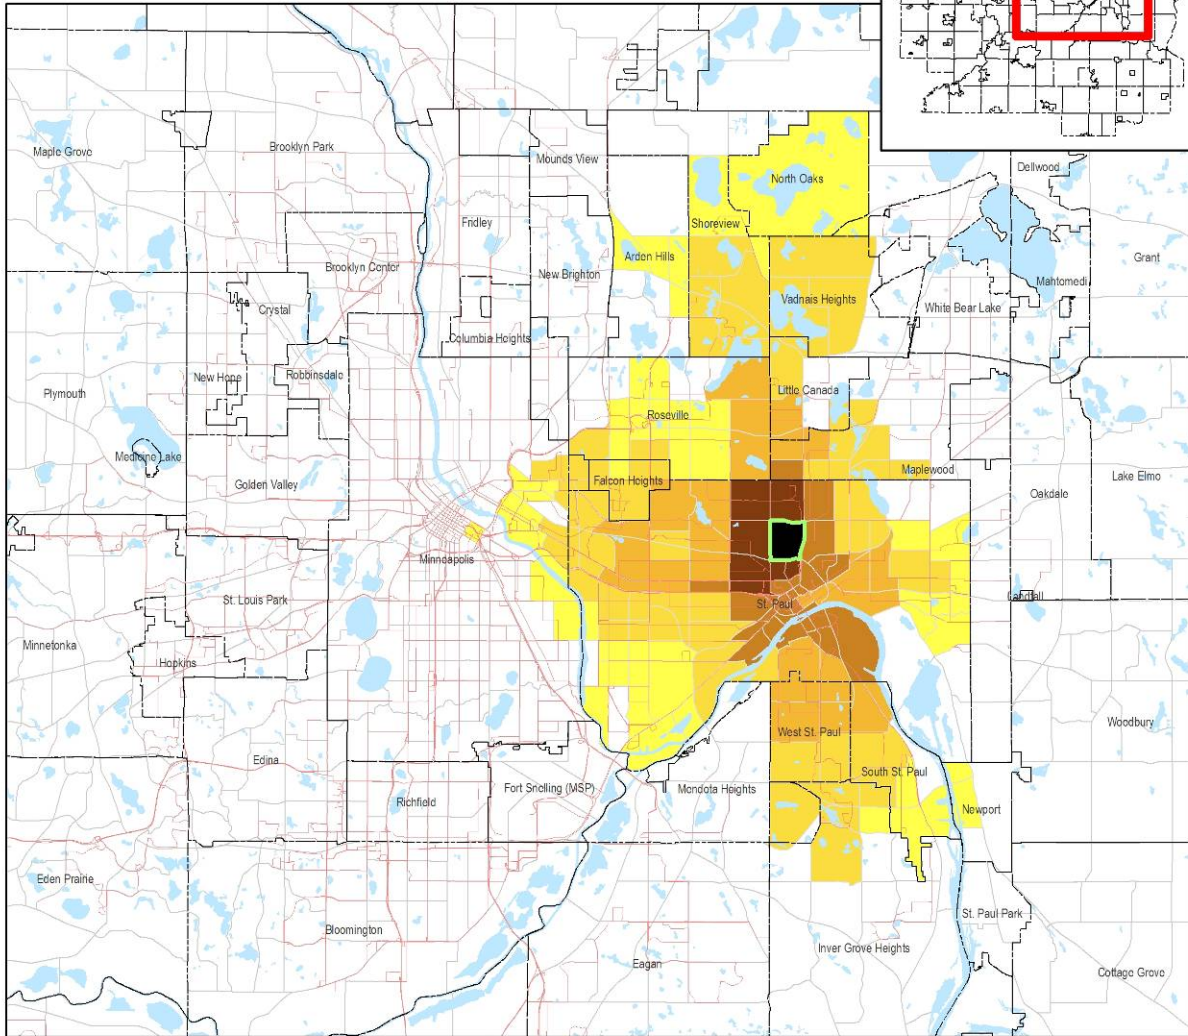 Dellwood
Maple Grove
Brooklyn Park
Mounds View
North Oaks
Fridley
Shoreview
Arden Hills
Grant
Brooklyn Center
New Brighton
Mahtomedi
Vadnais Heights
White Bear Lake
Crystal
Columbia Heights
New Hope
Robbinsdale
Plymouth
Little Canada
Roseville
Medicine Lake
Maplewood
Lake Elmo
Golden Valley
Falcon Heights
Oakdale
Minneapolis
St. Louis Park
Landfall
St. Paul
Minnetonka
Hopkins
Woodbury
West St. Paul
Edina
South St. Paul
Fort Snelling (MSP)
Mendota Heights
Richfield
Newport
Eden Prairie
St. Paul Park
Bloomington
Inver Grove Heights
Eagan
Cottage Grove